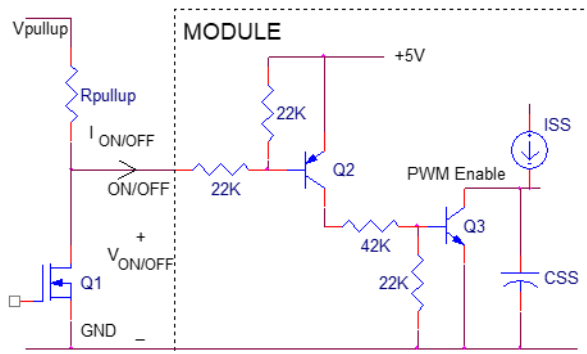 Vpullup
MODULE
+5V
Rpullup
22K
ISS
I ON/OFF
Q2
PWM Enable
ON/OFF
22K
Q3
+
42K
V ON/OFF
Q1
22K
CSS
GND
–